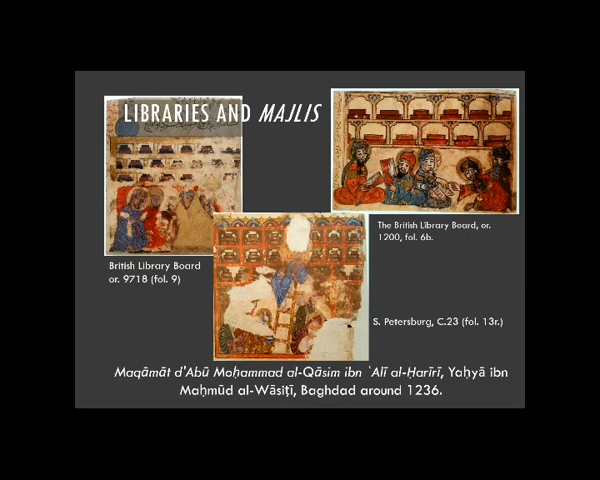 LIBRARIES AND MAJLIS
The British Library Board, or.
1200, fol. 6b.
British Library Board
or. 9718 (fol. 9)
S. Petersburg, C.23 (fol. 13r.)
Maqāmāt d'Abū Moḥammad al-Qāsim ibn ʿAlī al-Ḥarīrī, Yaḥyā ibn
Maḥmūd al-Wāsiṭī, Baghdad around 1236.